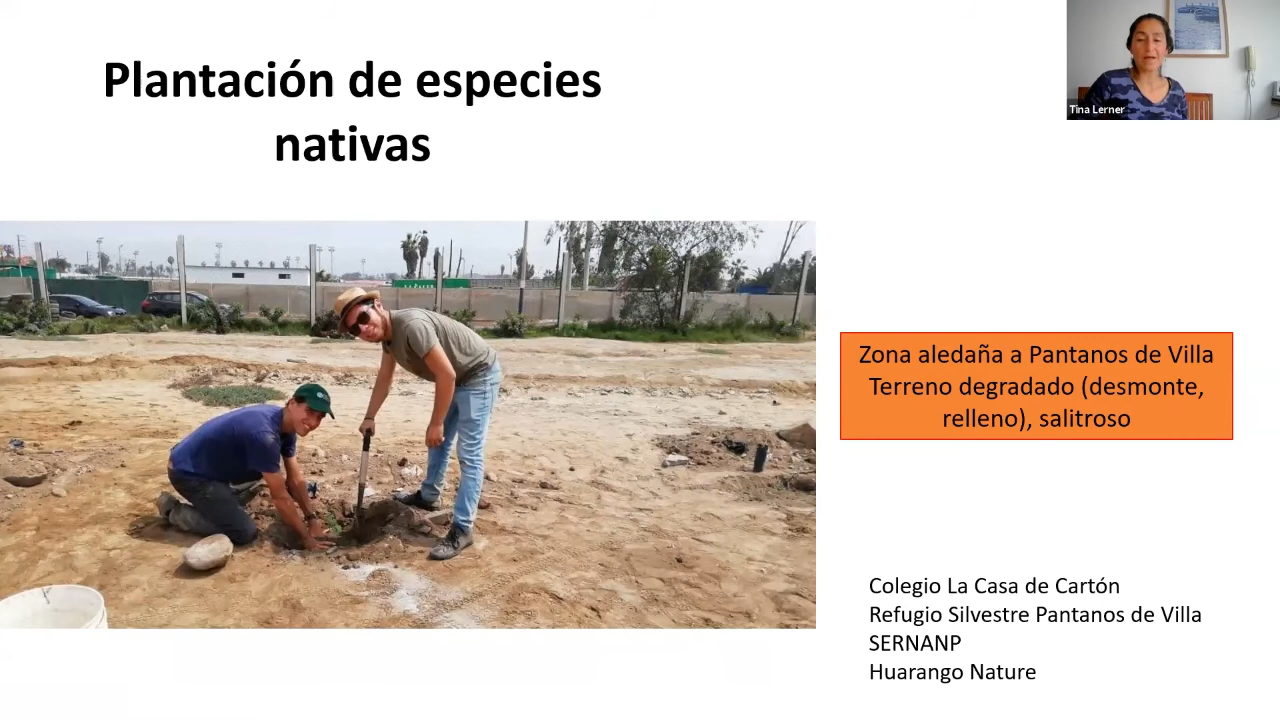 Plantación de especies
nativas
Tina Lerner
Zona aledaña a Pantanos de Villa
Terreno degradado (desmonte,
relleno), salitroso
Colegio La Casa de Cartón
Refugio Silvestre Pantanos de Villa
SERNANP
Huarango Nature